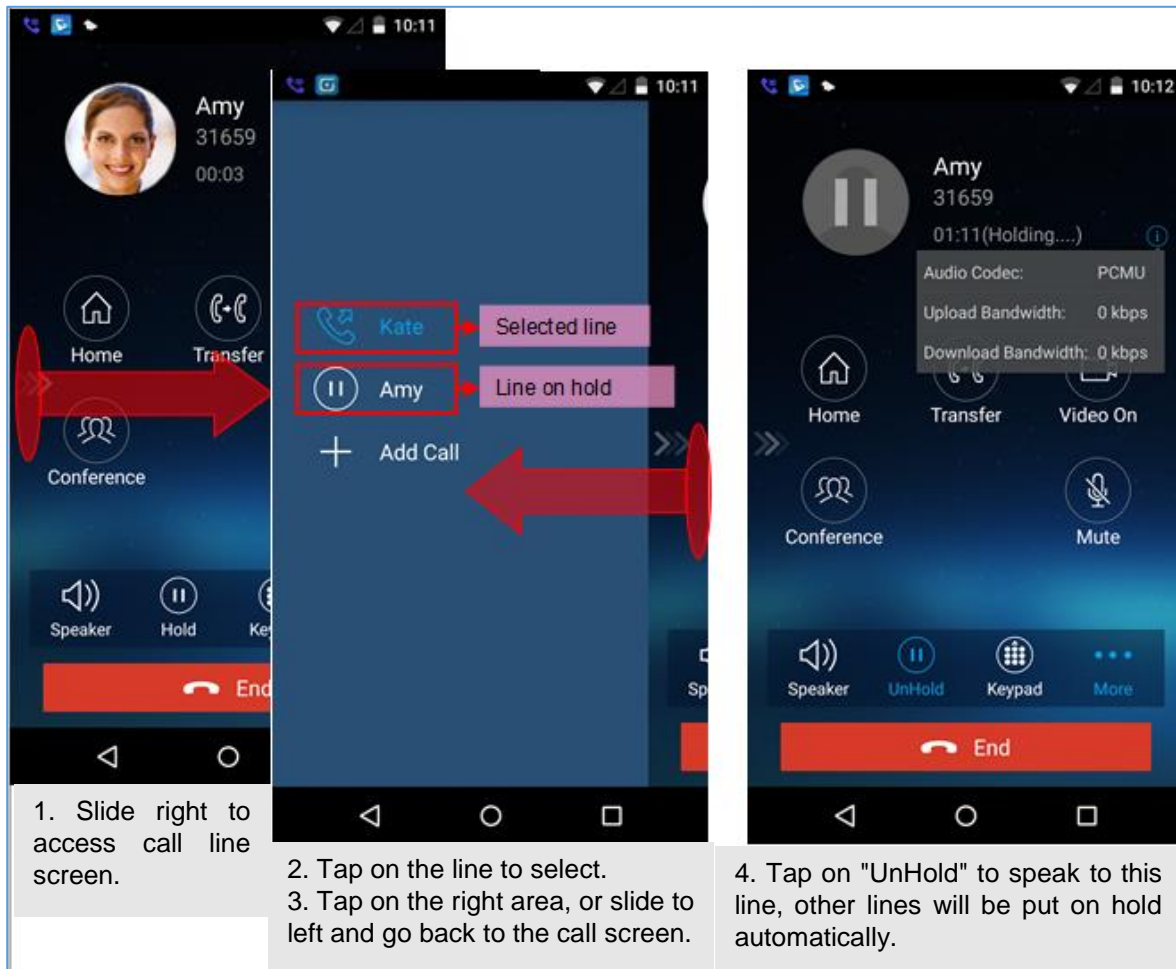 10:11
Amy
31659
00:03
Home
Transfer
Conference
Speaker
Hold
End
1. Slide right to
access call line
screen.
10:11
Kate
Selected line
Amy
Line on hold
Add Call
2. Tap on the line to select.
3. Tap on the right area, or slide to
left and go back to the call screen.
10:12
Amy
31659
01:11(Holding....)
Audio Codec: PCMU
Upload Bandwidth: 0 kbps
Download Bandwidth: 0 kbps
Home
Transfer
Video On
Conference
Mute
Speaker
UnHold
Keypad
More
End
4. Tap on "UnHold" to speak to this
line, other lines will be put on hold
automatically.